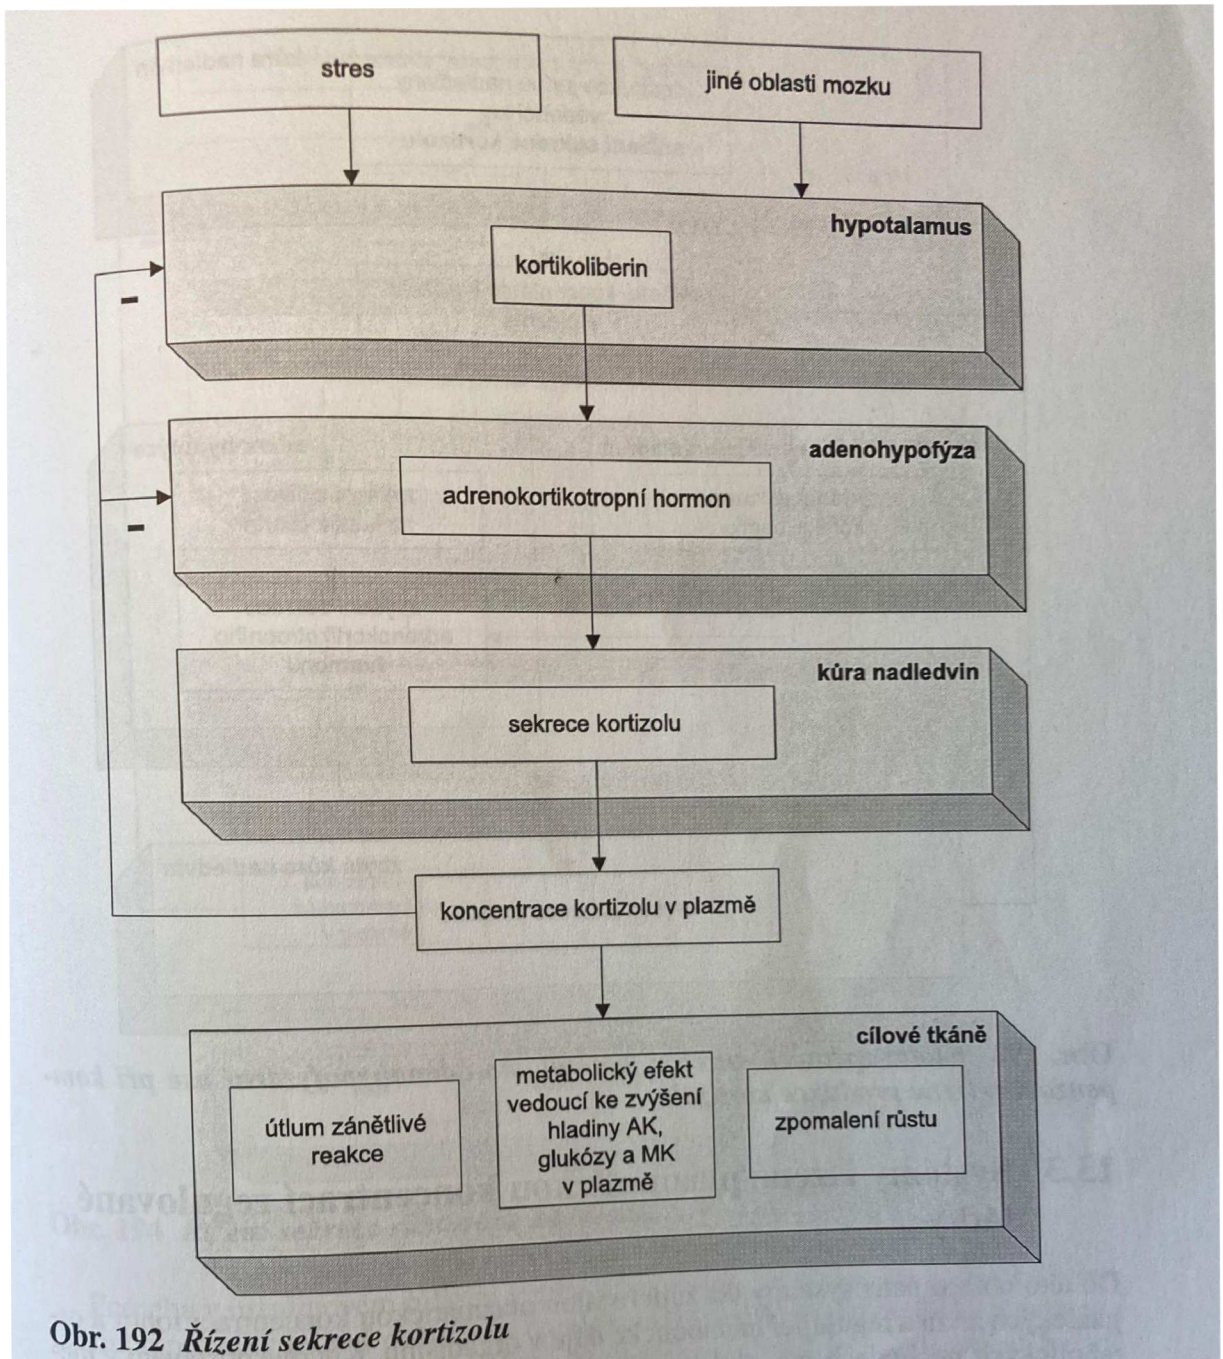 stres
jiné oblasti mozku
hypotalamus
kortikoliberin
–
adenohypofýza
adrenokortikotropní hormon
–
kůra nadledvin
sekrece kortizolu
koncentrace kortizolu v plazmě
cílové tkáně
útlum zánětlivé
reakce
metabolický efekt
vedoucí ke zvýšení
hladiny AK,
glukózy a MK
v plazmě
zpomalení růstu
Obr. 192 Řízení sekrece kortizolu